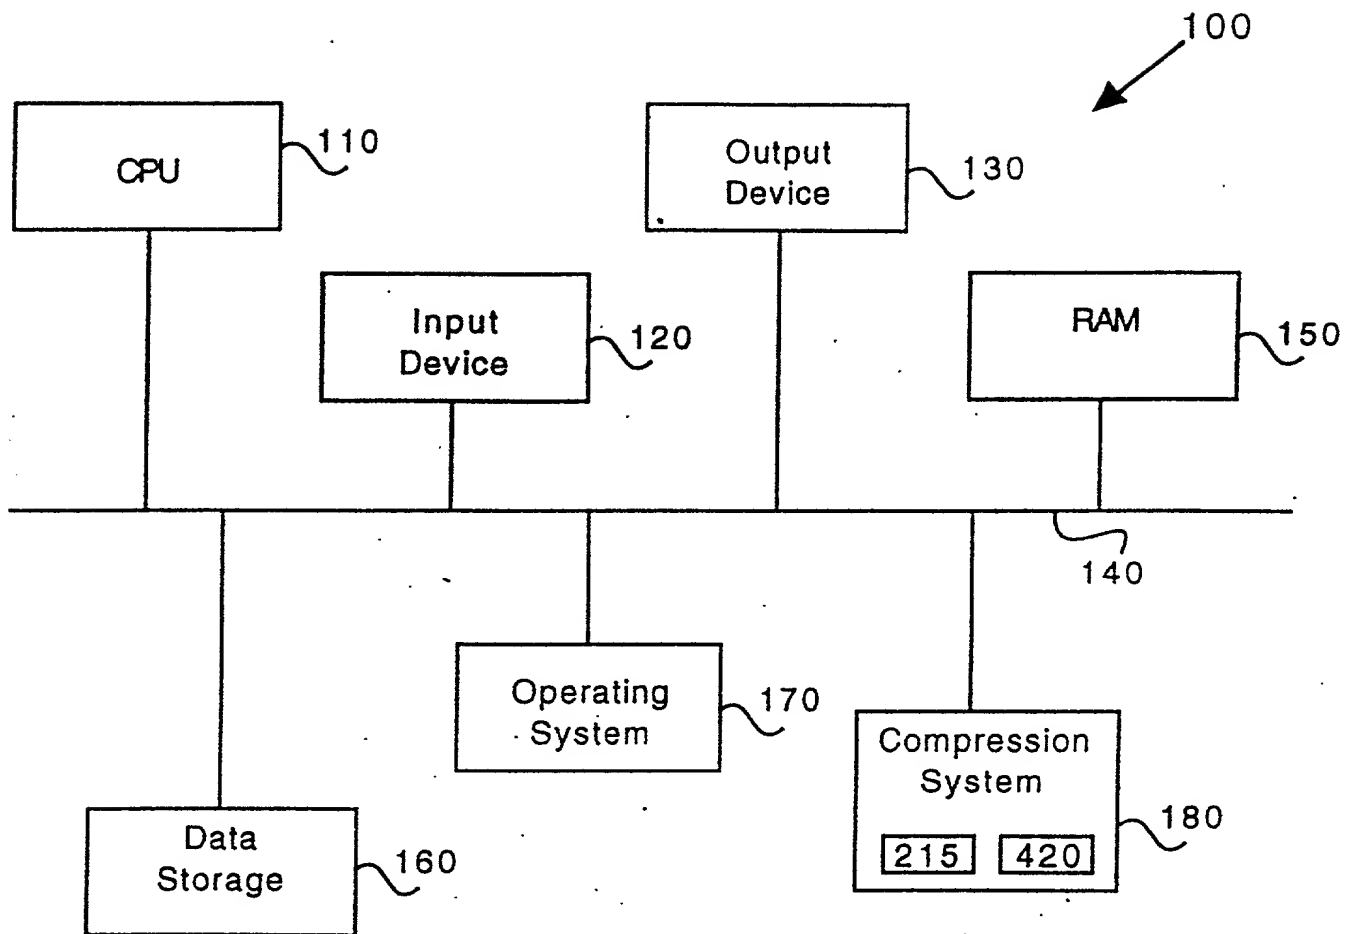 100
CPU
110
Output
Device
130
Input
Device
120
RAM
150
140
Operating
System
170
Compression
System
180
215
420
Data
Storage
160